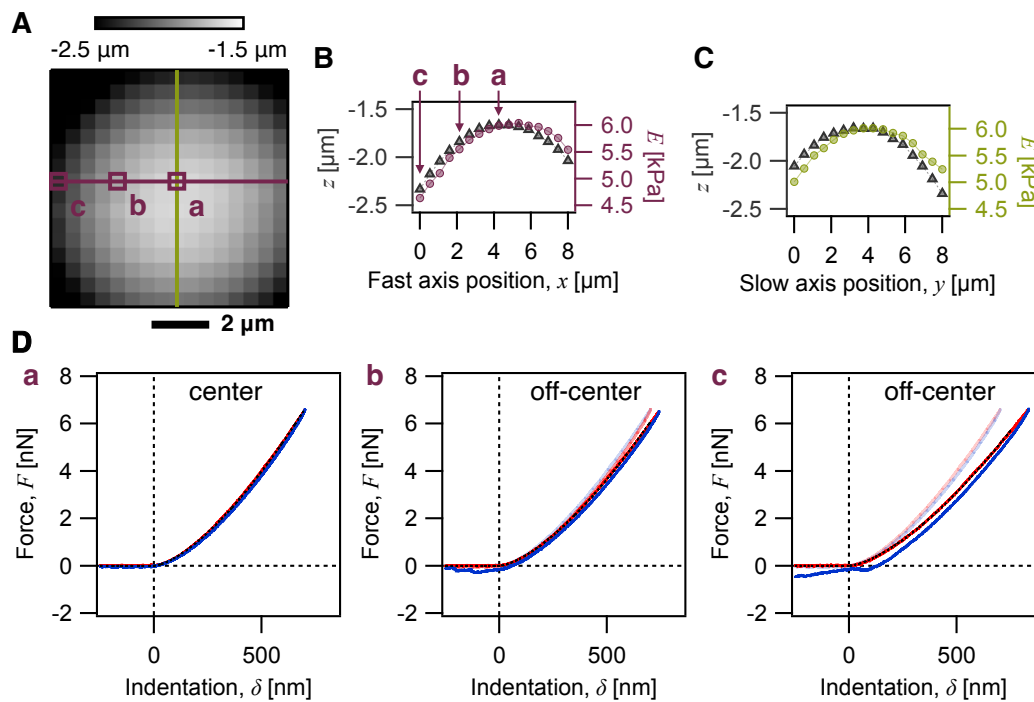 A
-2.5 μm
-1.5 μm
c
b
a
2 μm
B
c
b
a
-1.5
-2.0
-2.5
z [μm]
6.0
5.5
5.0
4.5
E [kPa]
0
2
4
6
8
Fast axis position, x [μm]
C
-1.5
-2.0
-2.5
z [μm]
6.0
5.5
5.0
4.5
E [kPa]
0
2
4
6
8
Slow axis position, y [μm]
D
a
center
8
6
4
2
0
-2
Force, F [nN]
0
500
Indentation, δ [nm]
b
off-center
8
6
4
2
0
-2
Force, F [nN]
0
500
Indentation, δ [nm]
c
off-center
8
6
4
2
0
-2
Force, F [nN]
0
500
Indentation, δ [nm]